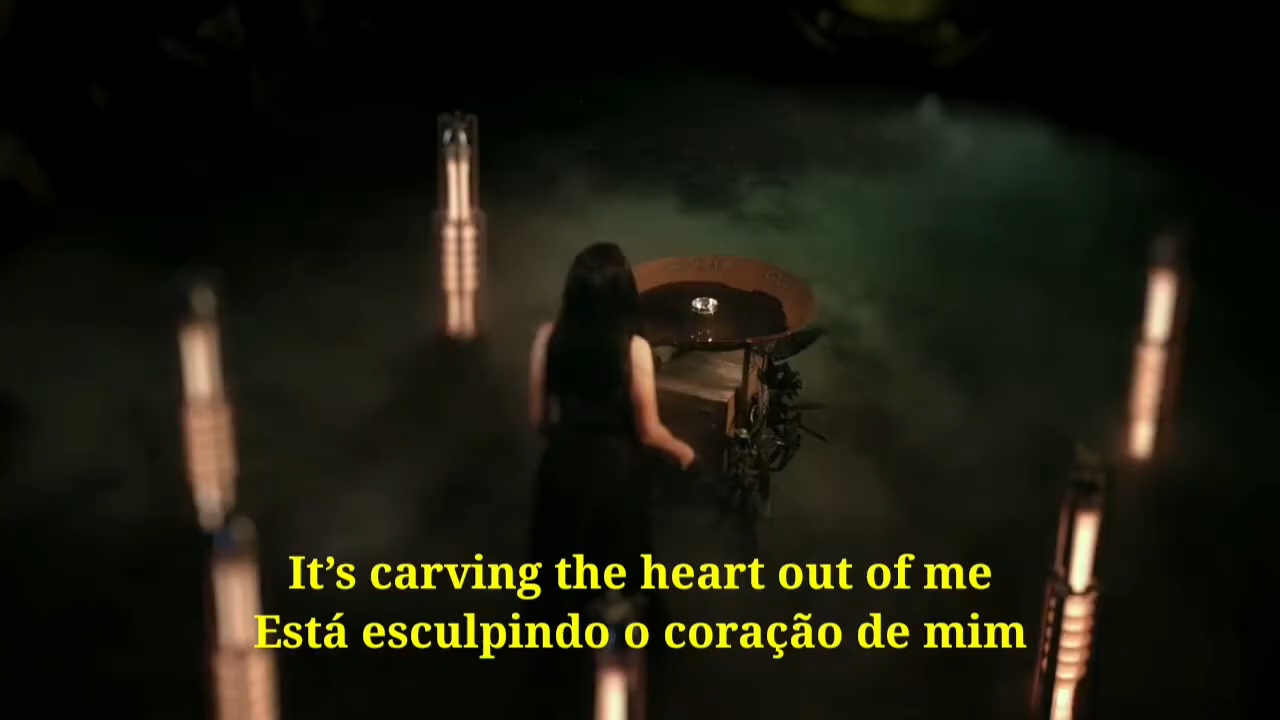 It’s carving the heart out of me
Está esculpindo o coração de mim